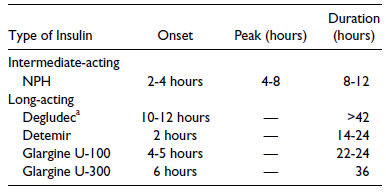 Duration
Type of Insulin Onset Peak (hours) (hours)
Intermediate-acting
NPH 2-4 hours 4-8 8-12
Long-acting
Degludecª 10-12 hours — >42
Detemir 2 hours — 14-24
Glargine U-100 4-5 hours — 22-24
Glargine U-300 6 hours — 36